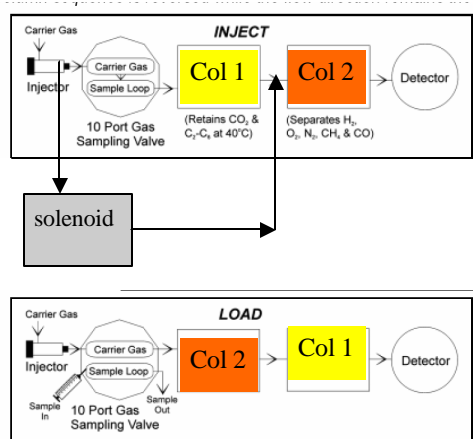 INJECT
Carrier Gas
Injector
Carrier Gas
Sample Loop
10 Port Gas
Sampling Valve
Col 1
Col 2
Detector
(Retains CO₂ &
C₂-C₆ at 40°C)
(Separates H₂,
O₂, N₂, CH₄ & CO)
solenoid
LOAD
Carrier Gas
Injector
Carrier Gas
Sample Loop
Sample
In
Sample
Out
10 Port Gas
Sampling Valve
Col 2
Col 1
Detector